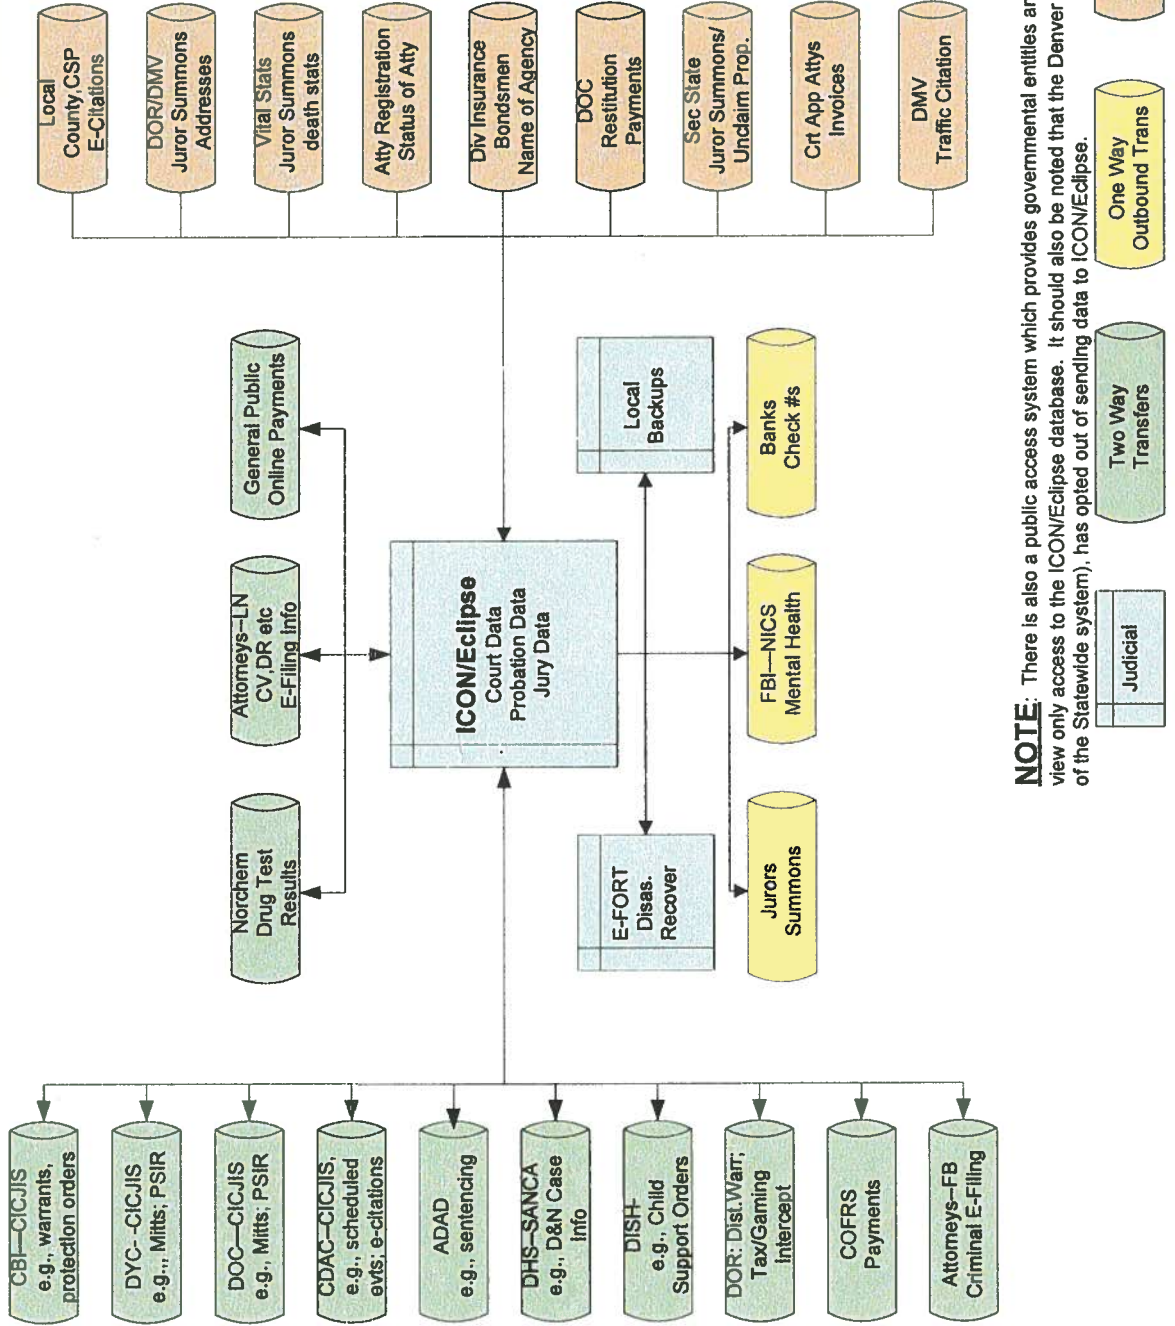 CBI—CICJIS
e.g., warrants,
protection orders
DYC--CICJIS
e.g.,, Mitts; PSIR
DOC—CICJIS
e.g., Mitts; PSIR
CDAC—CICJIS,
e.g., scheduled
evts; e-citations
ADAD
e.g., sentencing
DHS–SANCA
e.g., D&N Case
Info
DISH-
e.g., Child
Support Orders
DOR: Dist.Warr;
Tax/Gaming
Intercept
COFRS
Payments
Attorneys–FB
Criminal E-Filing
Norchem
Drug Test
Results
Attorneys–LN
CV,DR etc
E-Filing Info
General Public
Online Payments
ICON/Eclipse
Court Data
Probation Data
Jury Data
E-FORT
Disas.
Recover
Local
Backups
Jurors
Summons
FBI—NICS
Mental Health
Banks
Check #s
Local
County,CSP
E-Citations
DOR/DMV
Juror Summons
Addresses
Vital Stats
Juror Summons
death stats
Atty Registration
Status of Atty
Div Insurance
Bondsmen
Name of Agency
DOC
Restitution
Payments
Sec State
Juror Summons/
Unclaim Prop.
Crt App Attys
Invoices
DMV
Traffic Citation
NOTE: There is also a public access system which provides governmental entities ar
view only access to the ICON/Eclipse database. It should also be noted that the Denver
of the Statewide system), has opted out of sending data to ICON/Eclipse.
Judicial
Two Way
Transfers
One Way
Outbound Trans